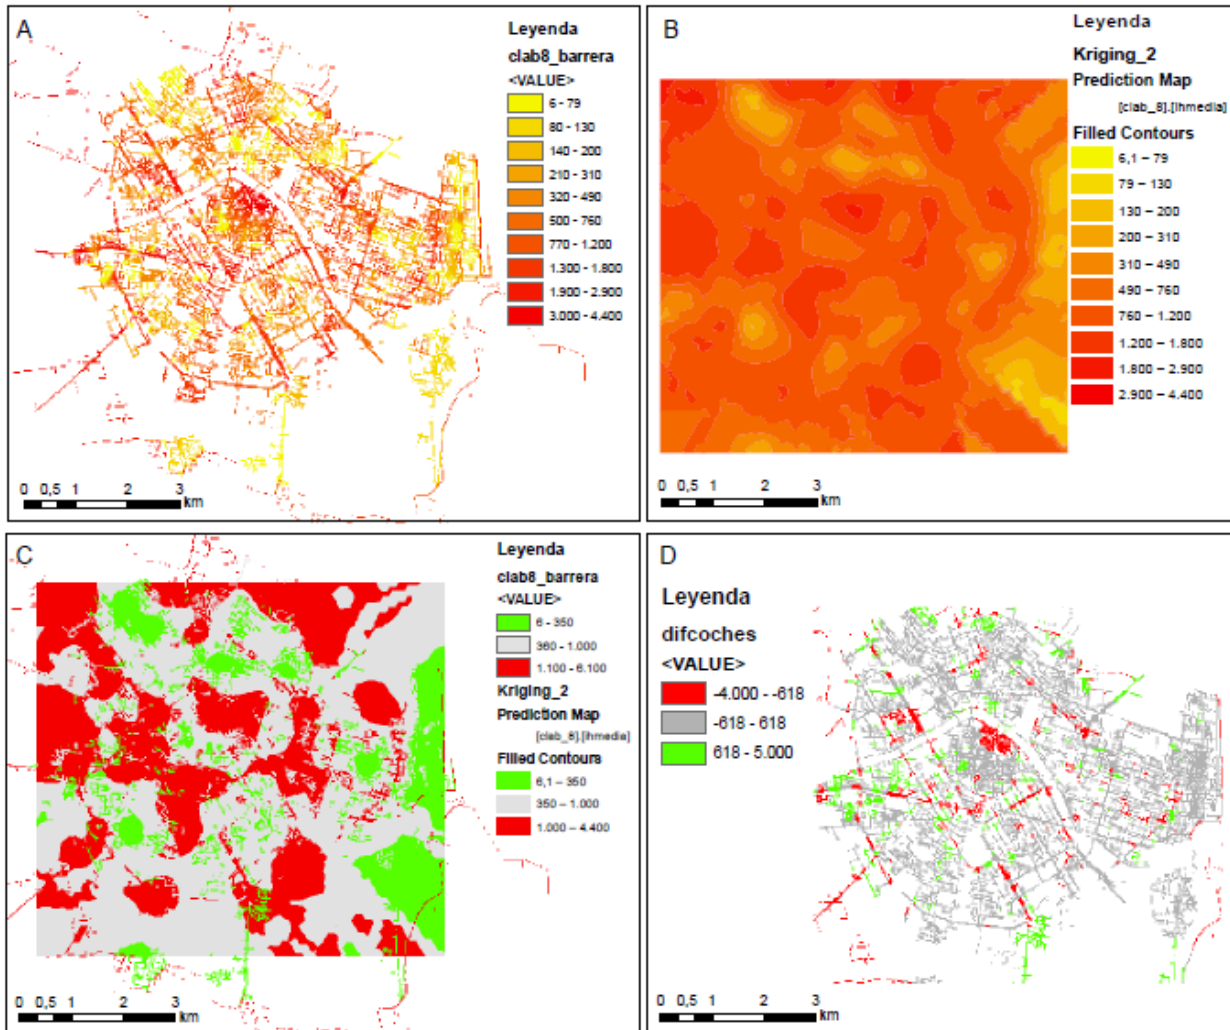 A
Leyenda
clab8_barrera
<VALUE>
6 - 79
80 - 130
140 - 200
210 - 310
320 - 490
500 - 760
770 - 1.200
1.300 - 1.800
1.900 - 2.900
3.000 - 4.400
0 0,5 1 2 3
km
B
Leyenda
Kriging_2
Prediction Map
[clab_8].[ihmedia]
Filled Contours
6,1 – 79
79 – 130
130 – 200
200 – 310
310 – 490
490 – 760
760 – 1.200
1.200 – 1.800
1.800 – 2.900
2.900 – 4.400
0 0,5 1 2 3
km
C
Leyenda
clab8_barrera
<VALUE>
6 - 350
360 - 1.000
1.100 - 6.100
Kriging_2
Prediction Map
[clab_8].[ihmedia]
Filled Contours
6,1 – 350
350 – 1.000
1.000 – 4.400
0 0,5 1 2 3
km
D
Leyenda
difcoches
<VALUE>
-4.000 - -618
-618 - 618
618 - 5.000
0 0,5 1 2 3
km